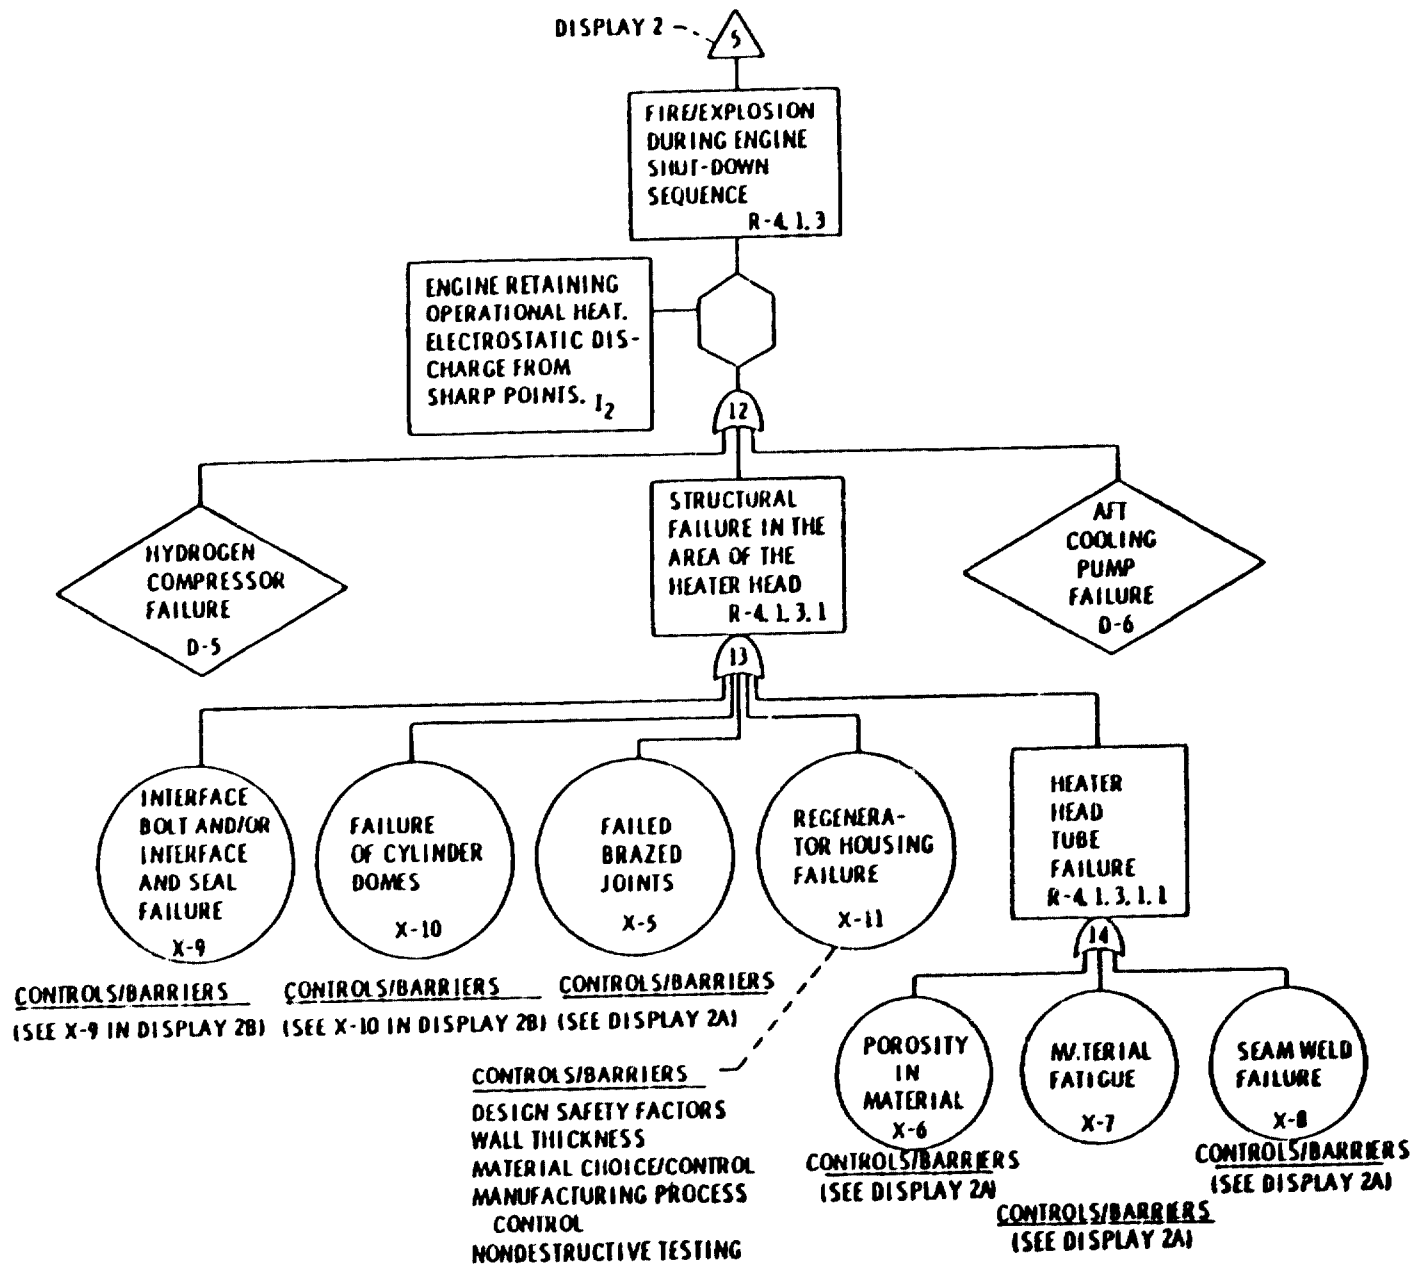 DISPLAY 2
5
FIRE/EXPLOSION
DURING ENGINE
SHUT-DOWN
SEQUENCE
R-4. 1. 3
ENGINE RETAINING
OPERATIONAL HEAT.
ELECTROSTATIC DIS-
CHARGE FROM
SHARP POINTS.
I2
12
HYDROGEN
COMPRESSOR
FAILURE
D-5
STRUCTURAL
FAILURE IN THE
AREA OF THE
HEATER HEAD
R-4. 1. 3. 1
AFT
COOLING
PUMP
FAILURE
D-6
13
INTERFACE
BOLT AND/OR
INTERFACE
AND SEAL
FAILURE
X-9
FAILURE
OF CYLINDER
DOMES
X-10
FAILED
BRAZED
JOINTS
X-5
REGENERA-
TOR HOUSING
FAILURE
X-11
HEATER
HEAD
TUBE
FAILURE
R-4. 1. 3. 1. 1
14
CONTROLS/BARRIERS
(SEE X-9 IN DISPLAY 2B)
CONTROLS/BARRIERS
(SEE X-10 IN DISPLAY 2B)
CONTROLS/BARRIERS
(SEE DISPLAY 2A)
CONTROLS/BARRIERS
DESIGN SAFETY FACTORS
WALL THICKNESS
MATERIAL CHOICE/CONTROL
MANUFACTURING PROCESS
CONTROL
NONDESTRUCTIVE TESTING
POROSITY
IN
MATERIAL
X-6
CONTROLS/BARRIERS
(SEE DISPLAY 2A)
MATERIAL
FATIGUE
X-7
CONTROLS/BARRIERS
(SEE DISPLAY 2A)
SEAM WELD
FAILURE
X-8
CONTROLS/BARRIERS
(SEE DISPLAY 2A)